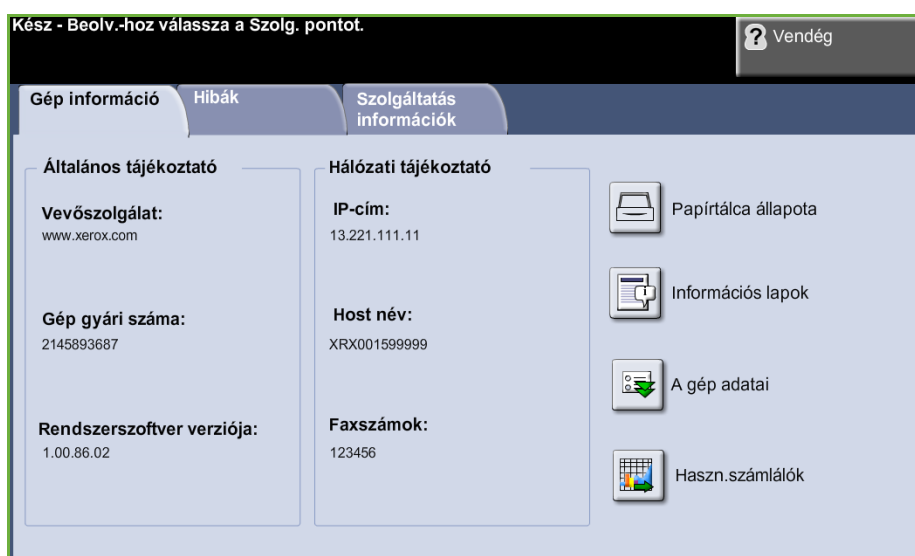 Kész - Beolv.-hoz válassza a Szolg. pontot.
? Vendég
Gép információ
Hibák
Szolgáltatás
információk
Általános tájékoztató
Vevőszolgálat:
www.xerox.com
Gép gyári száma:
2145893687
Rendszerszoftver verziója:
1.00.86.02
Hálózati tájékoztató
IP-cím:
13.221.111.11
Host név:
XRX001599999
Faxszámok:
123456
Papírtálca állapota
Információs lapok
A gép adatai
Haszn.számlálók